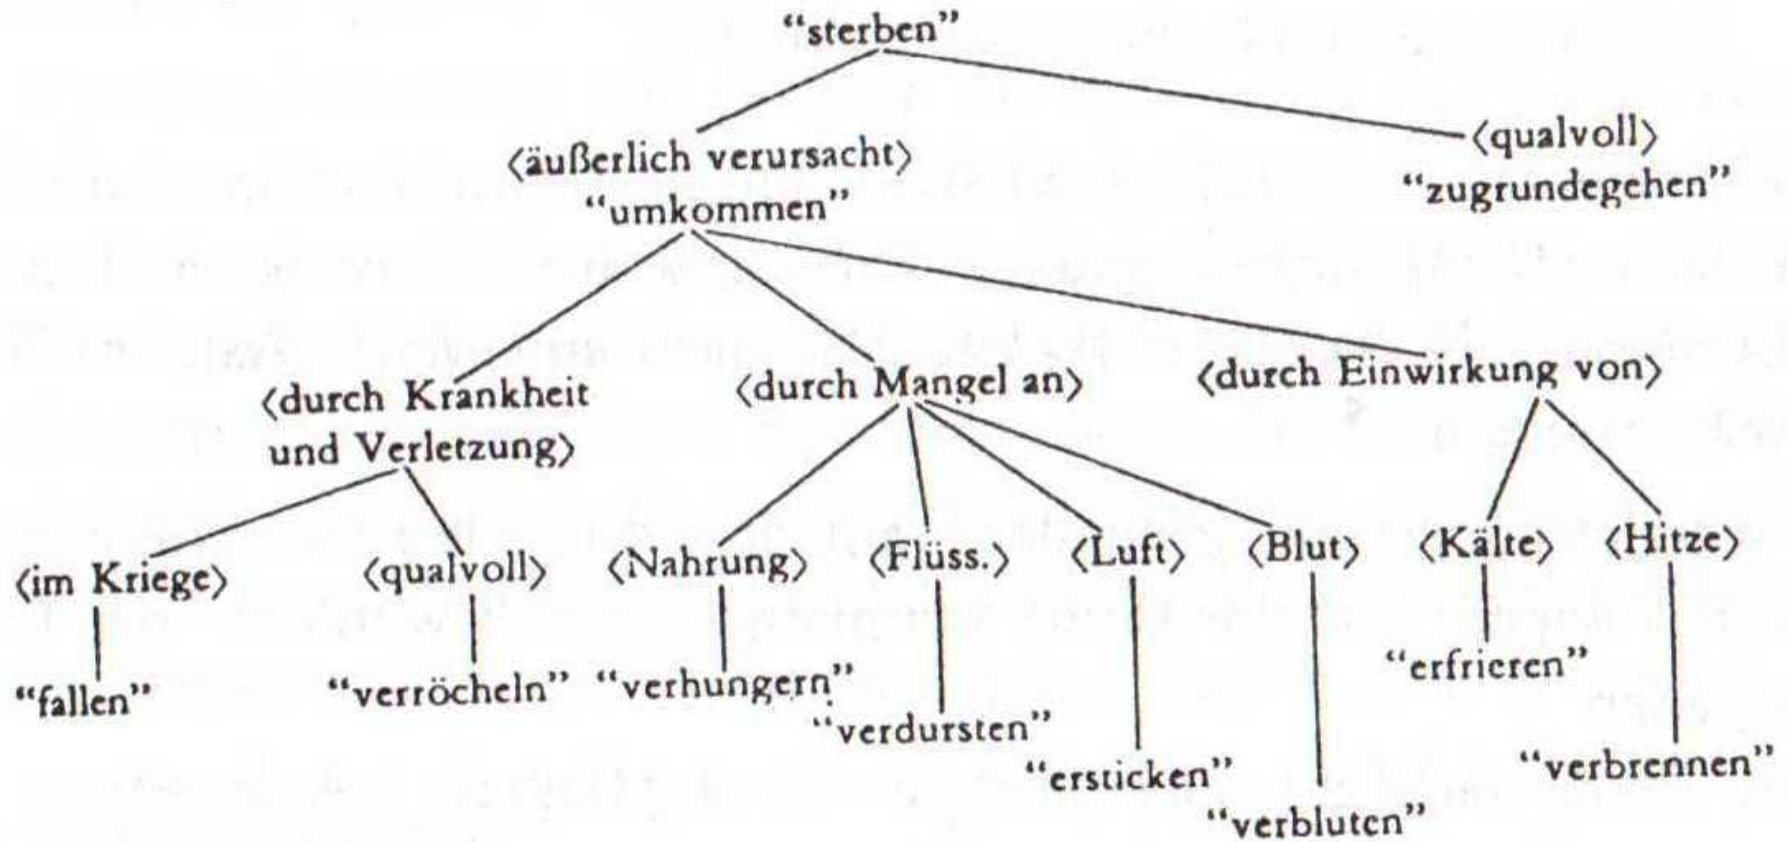 “sterben”
⟨äußerlich verursacht⟩
“umkommen”
⟨qualvoll⟩
“zugrundegehen”
⟨durch Krankheit
und Verletzung⟩
⟨durch Mangel an⟩
⟨durch Einwirkung von⟩
⟨im Kriege⟩
⟨qualvoll⟩
⟨Nahrung⟩
⟨Flüss.⟩
⟨Luft⟩
⟨Blut⟩
⟨Kälte⟩
⟨Hitze⟩
“fallen”
“verröcheln”
“verhungern”
“verdursten”
“ersticken”
“verbluten”
“erfrieren”
“verbrennen”